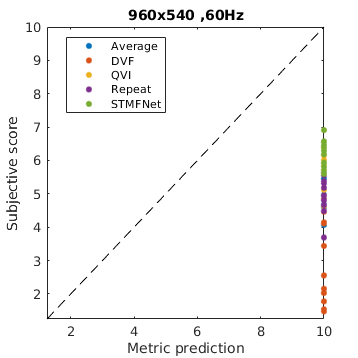 960x540 ,60Hz
10
Average
DVF
QVI
Repeat
STMFNet
9
8
7
6
5
4
3
2
Subjective score
2
4
6
8
10
Metric prediction